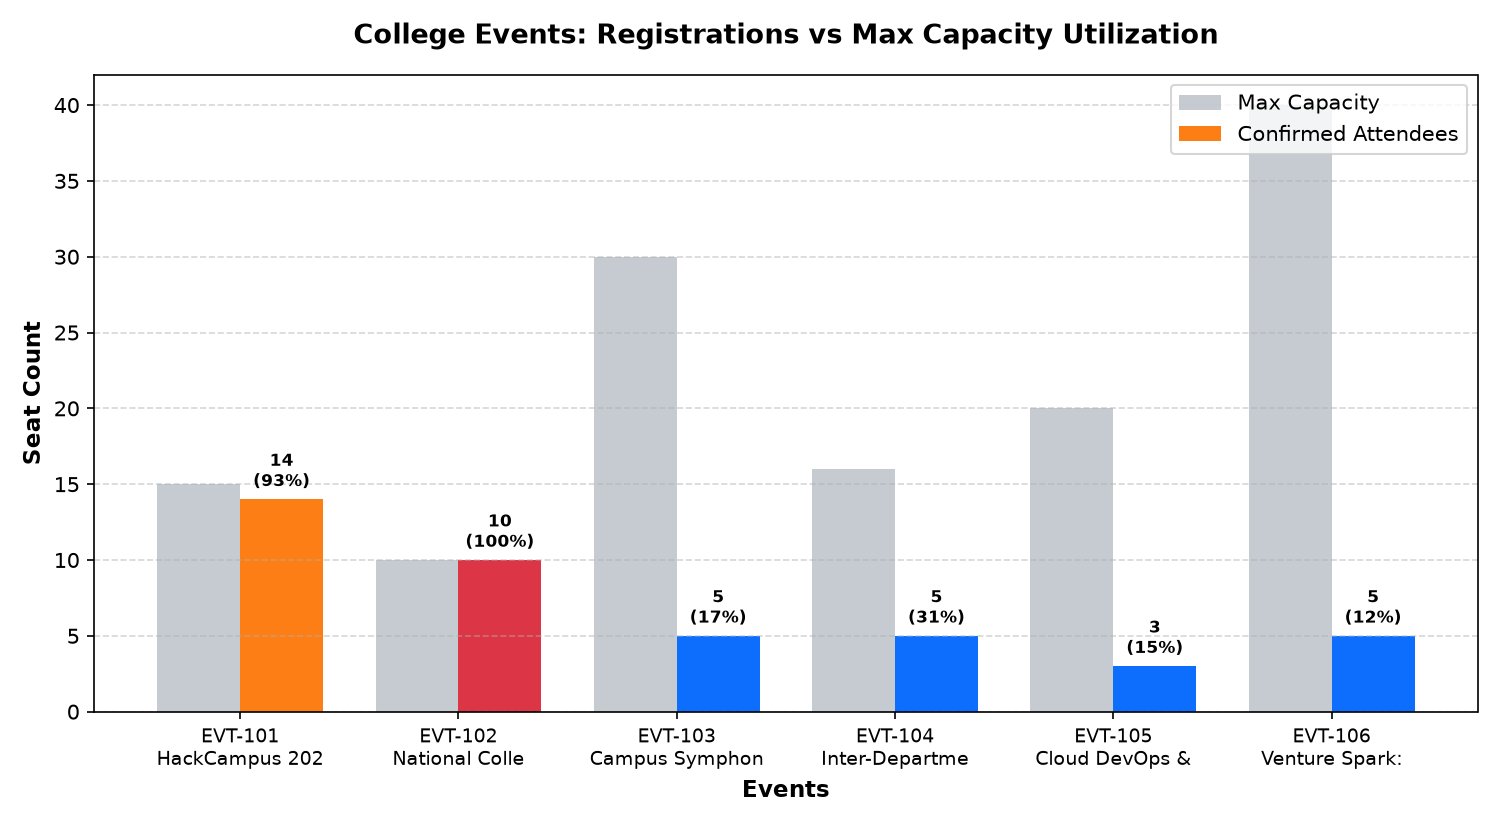 College Events: Registrations vs Max Capacity Utilization
Max Capacity
Confirmed Attendees
Seat Count
40
35
30
25
20
15
10
5
0
14
(93%)
10
(100%)
5
(17%)
5
(31%)
3
(15%)
5
(12%)
EVT-101
HackCampus 202
EVT-102
National Colle
EVT-103
Campus Symphon
EVT-104
Inter-Departme
EVT-105
Cloud DevOps &
EVT-106
Venture Spark:
Events